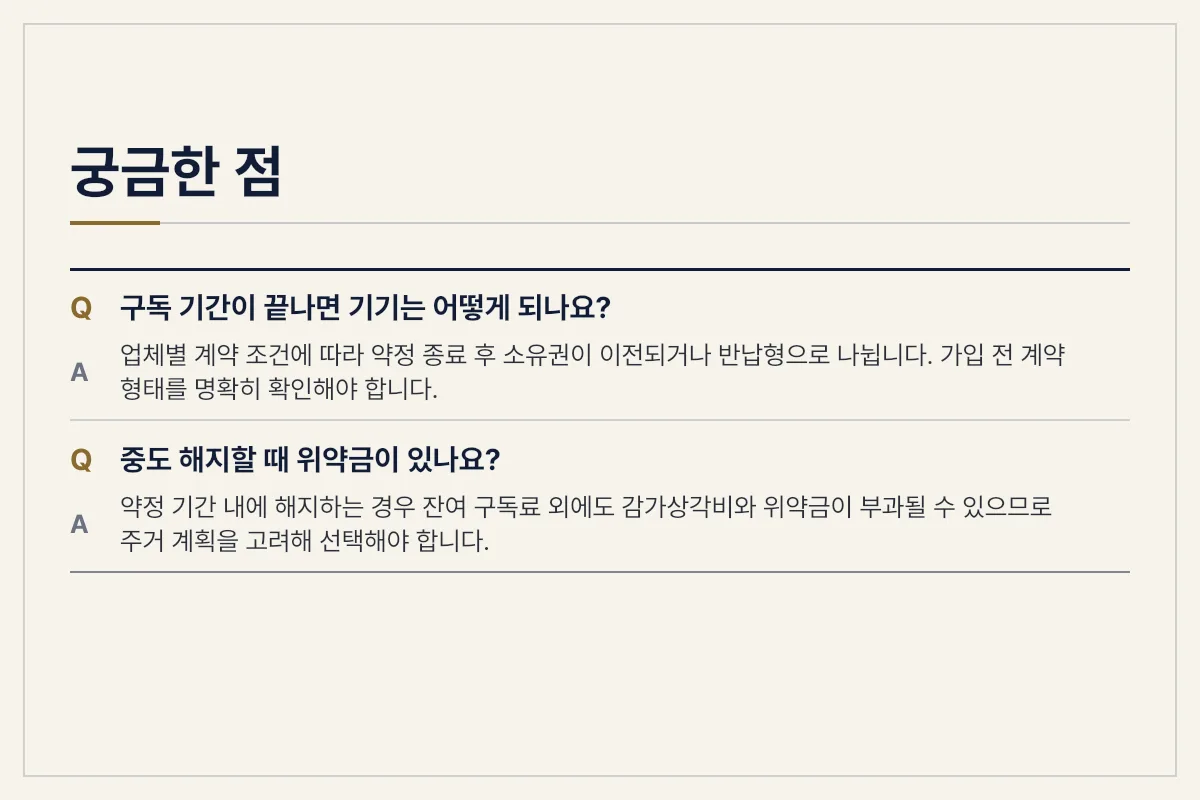 궁금한 점
Q 구독 기간이 끝나면 기기는 어떻게 되나요?
A 업체별 계약 조건에 따라 약정 종료 후 소유권이 이전되거나 반납형으로 나뉩니다. 가입 전 계약
형태를 명확히 확인해야 합니다.
Q 중도 해지할 때 위약금이 있나요?
A 약정 기간 내에 해지하는 경우 잔여 구독료 외에도 감가상각비와 위약금이 부과될 수 있으므로
주거 계획을 고려해 선택해야 합니다.